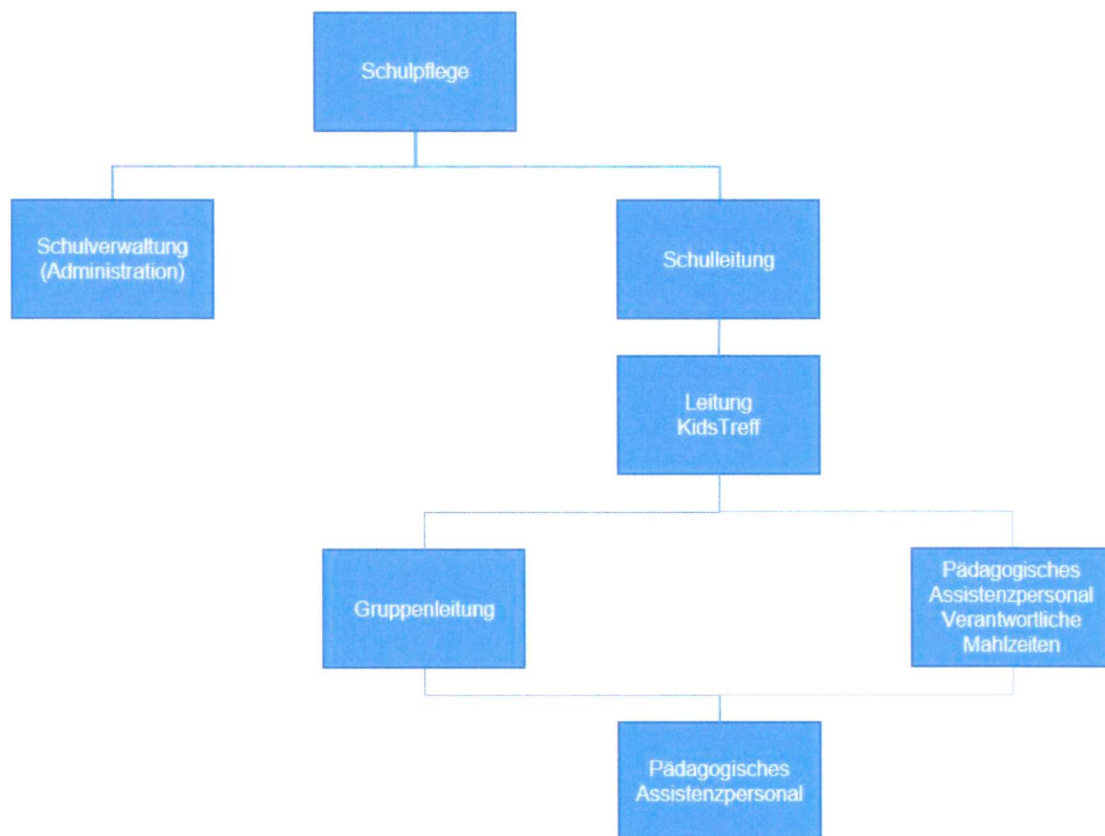 Schulpflege
Schulverwaltung
(Administration)
Schulleitung
Leitung
KidsTreff
Gruppenleitung
Pädagogisches
Assistenzpersonal
Verantwortliche
Mahlzeiten
Pädagogisches
Assistenzpersonal